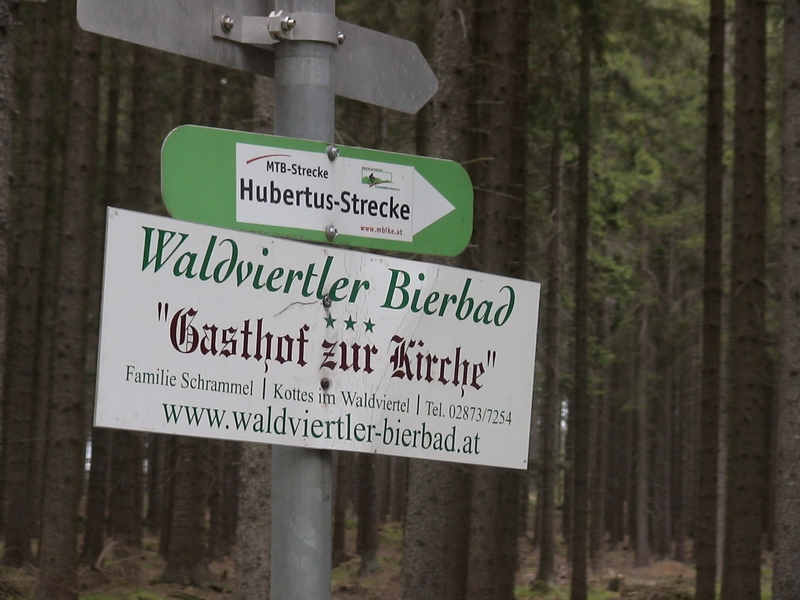 MTB-Strecke
Hubertus-Strecke
www.mbike.at
Waldviertler Bierbad
"Gasthof zur Kirche"
Familie Schrammel | Kottes im Waldviertel | Tel. 02873/7254
www.waldviertler-bierbad.at